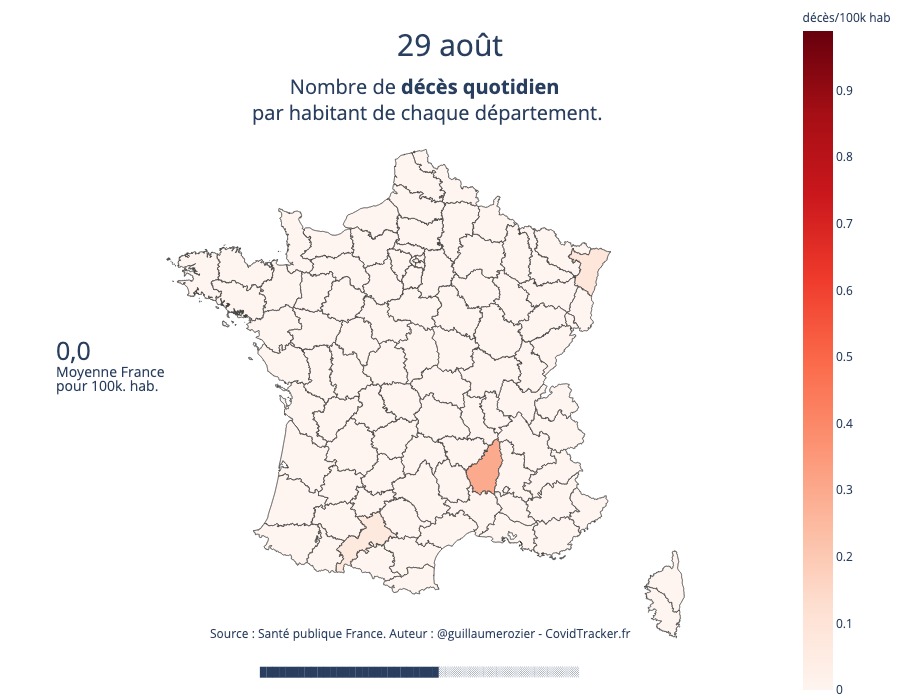 décès/100k hab
29 août
Nombre de décès quotidien
par habitant de chaque département.
0.9
0.8
0.7
0.6
0.5
0.4
0.3
0.2
0.1
0
0,0
Moyenne France
pour 100k. hab.
Source : Santé publique France. Auteur : @guillaumerozier - CovidTracker.fr